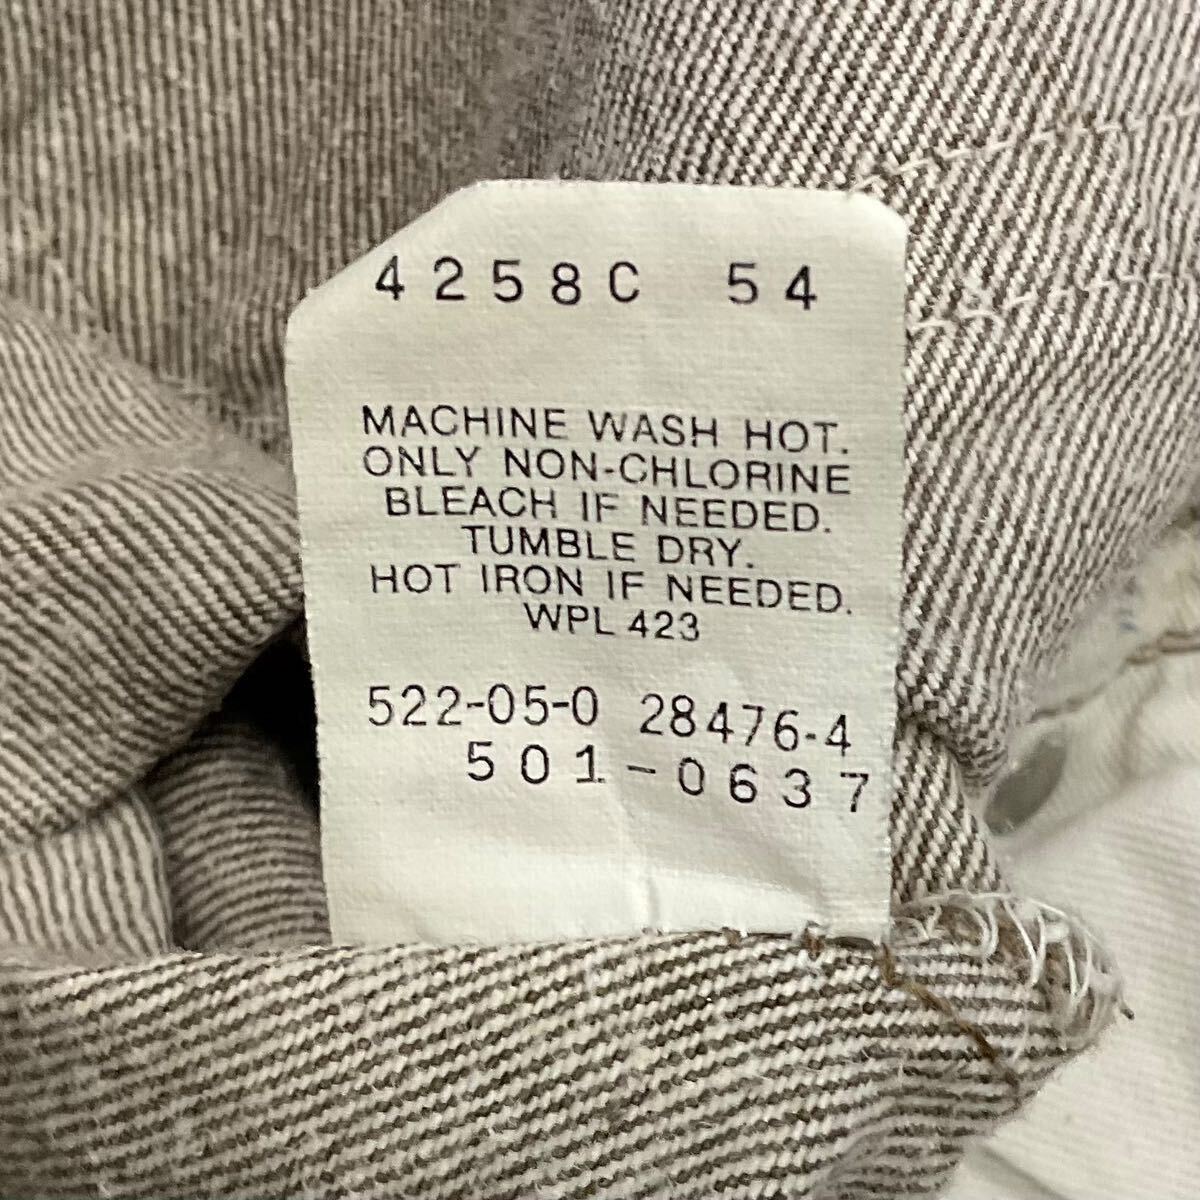 4258C 54
MACHINE WASH HOT.
ONLY NON-CHLORINE
BLEACH IF NEEDED.
TUMBLE DRY.
HOT IRON IF NEEDED.
WPL 423
522-05-0 28476-4
501-0637